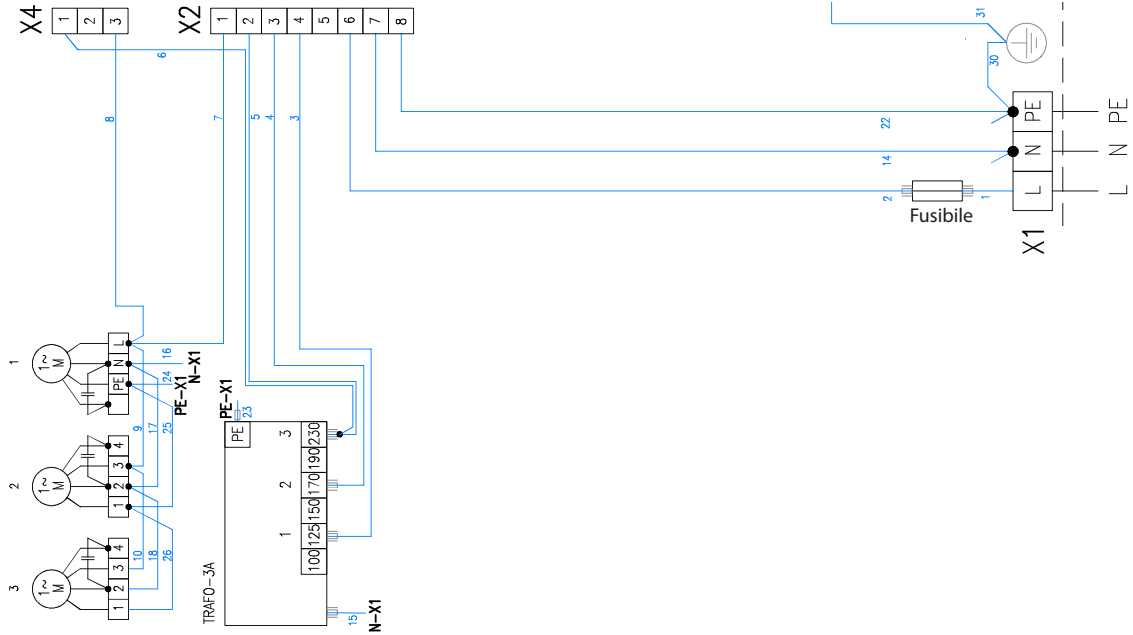 X4
1
2
3
X2
1
2
3
4
5
6
7
8
31
30
6
8
7
5
4
3
22
14
2
1
Fusibile
PE
N
L
X1
PE
N
L
1
1~
M
L
N
PE
16
24
N-X1
PE-X1
9
17
25
2
1~
M
4
3
2
1
10
18
26
3
1~
M
4
3
2
1
TRAFO-3A
PE-X1
23
PE
3
2
1
230
190
170
150
125
100
15
N-X1